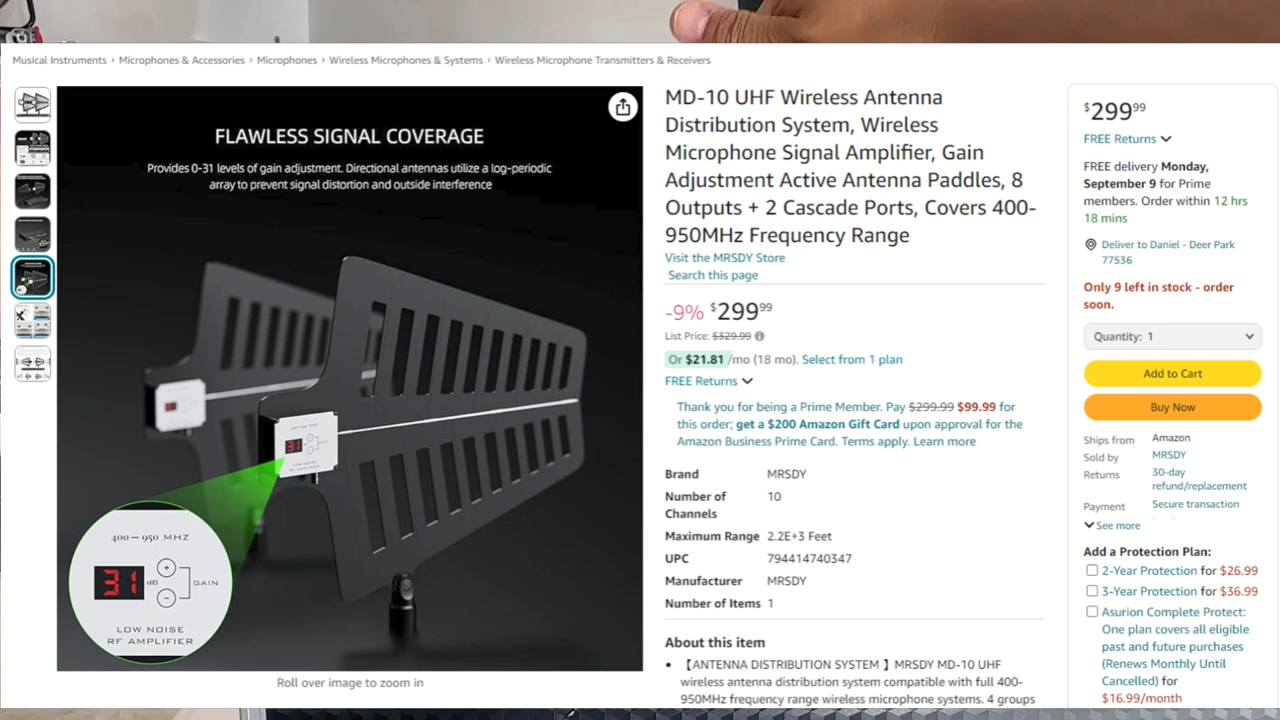 Musical Instruments › Microphones & Accessories › Microphones › Wireless Microphones & Systems › Wireless Microphone Transmitters & Receivers
FLAWLESS SIGNAL COVERAGE
Provides 0-31 levels of gain adjustment. Directional antennas utilize a log-periodic
array to prevent signal distortion and outside interference
31
400-950 MHZ
31 dB
GAIN
LOW NOISE
RF AMPLIFIER
Roll over image to zoom in
MD-10 UHF Wireless Antenna
Distribution System, Wireless
Microphone Signal Amplifier, Gain
Adjustment Active Antenna Paddles, 8
Outputs + 2 Cascade Ports, Covers 400-
950MHz Frequency Range
Visit the MRSDY Store
Search this page
-9% $299⁹⁹
List Price: $329.99
Or $21.81 /mo (18 mo). Select from 1 plan
FREE Returns
Thank you for being a Prime Member. Pay $299.99 $99.99 for
this order; get a $200 Amazon Gift Card upon approval for the
Amazon Business Prime Card. Terms apply. Learn more
Brand MRSDY
Number of 10
Channels
Maximum Range 2.2E+3 Feet
UPC 794414740347
Manufacturer MRSDY
Number of Items 1
About this item
• 【ANTENNA DISTRIBUTION SYSTEM 】MRSDY MD-10 UHF
wireless antenna distribution system compatible with full 400-
950MHz frequency range wireless microphone systems. 4 groups
$299⁹⁹
FREE Returns
FREE delivery Monday,
September 9 for Prime
members. Order within 12 hrs
18 mins
Deliver to Daniel - Deer Park
77536
Only 9 left in stock - order
soon.
Quantity: 1
Add to Cart
Buy Now
Ships from Amazon
Sold by MRSDY
Returns 30-day
refund/replacement
Payment Secure transaction
See more
Add a Protection Plan:
2-Year Protection for $26.99
3-Year Protection for $36.99
Asurion Complete Protect:
One plan covers all eligible
past and future purchases
(Renews Monthly Until
Cancelled) for
$16.99/month